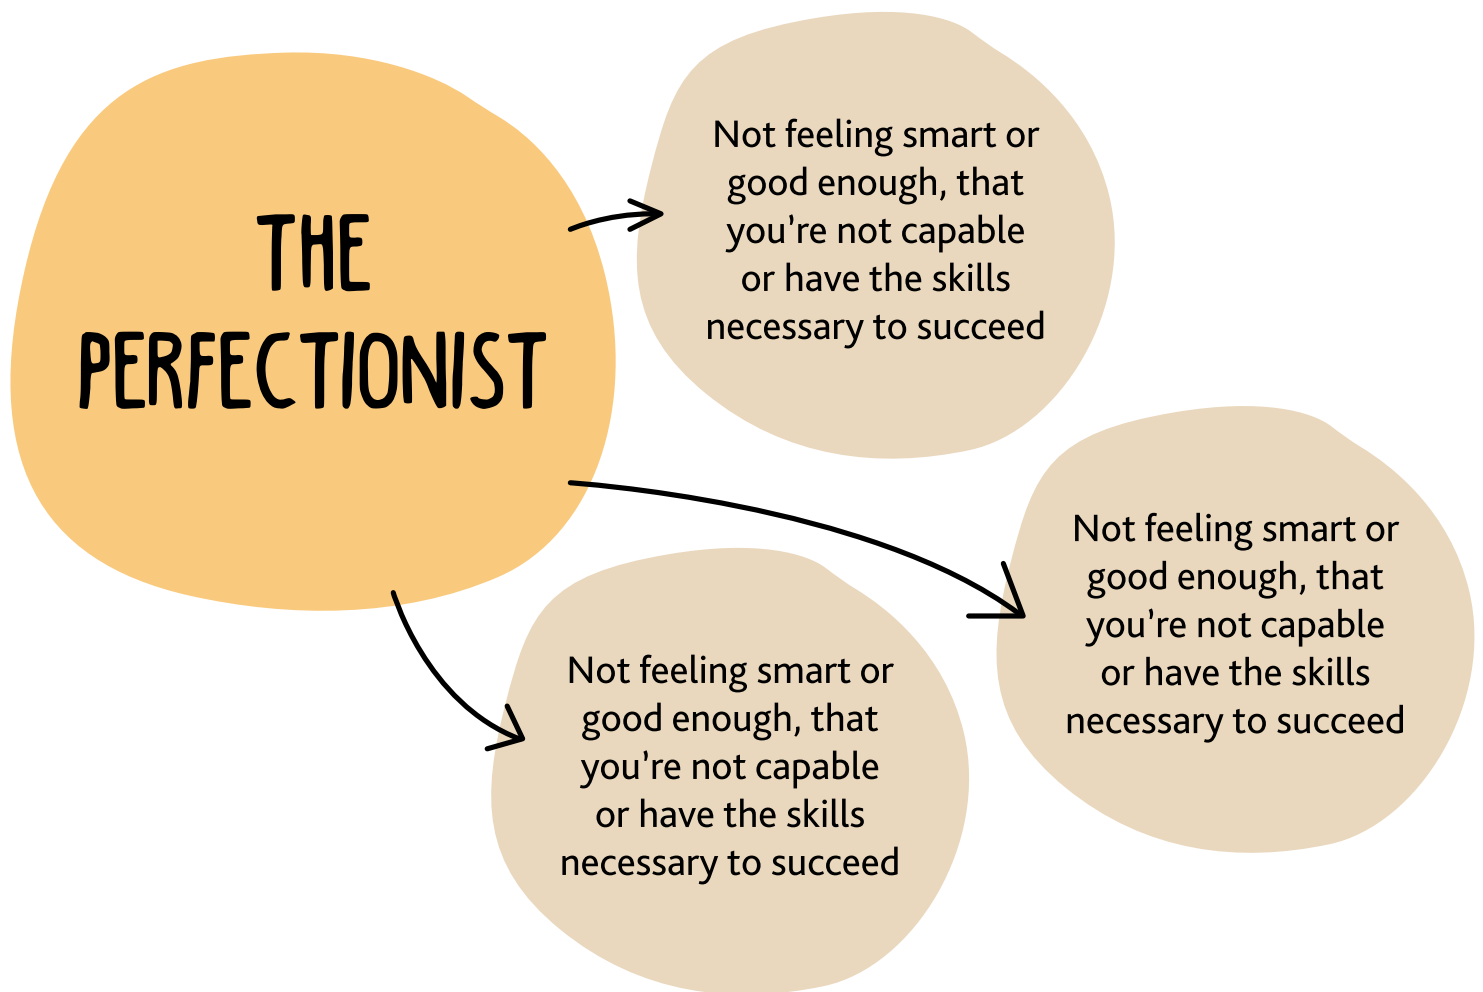 THE
PERFECTIONIST
Not feeling smart or
good enough, that
you're not capable
or have the skills
necessary to succeed
Not feeling smart or
good enough, that
you're not capable
or have the skills
necessary to succeed
Not feeling smart or
good enough, that
you're not capable
or have the skills
necessary to succeed